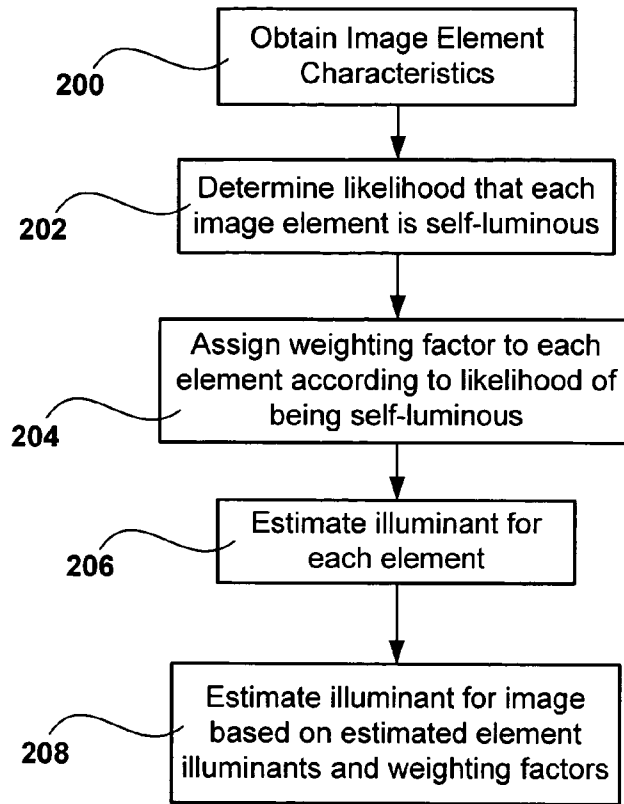 Obtain Image Element
Characteristics
200
Determine likelihood that each
image element is self-luminous
202
Assign weighting factor to each
element according to likelihood of
being self-luminous
204
Estimate illuminant for
each element
206
Estimate illuminant for image
based on estimated element
illuminants and weighting factors
208